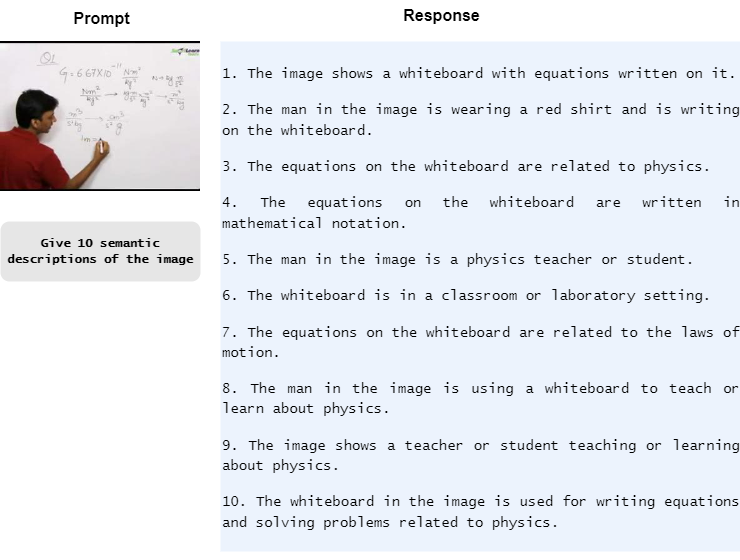 Prompt
Response
Q1
G = 6.67×10⁻¹¹ Nm²/kg²
Give 10 semantic
descriptions of the image
1. The image shows a whiteboard with equations written on it.
2. The man in the image is wearing a red shirt and is writing
on the whiteboard.
3. The equations on the whiteboard are related to physics.
4. The equations on the whiteboard are written in
mathematical notation.
5. The man in the image is a physics teacher or student.
6. The whiteboard is in a classroom or laboratory setting.
7. The equations on the whiteboard are related to the laws of
motion.
8. The man in the image is using a whiteboard to teach or
learn about physics.
9. The image shows a teacher or student teaching or learning
about physics.
10. The whiteboard in the image is used for writing equations
and solving problems related to physics.